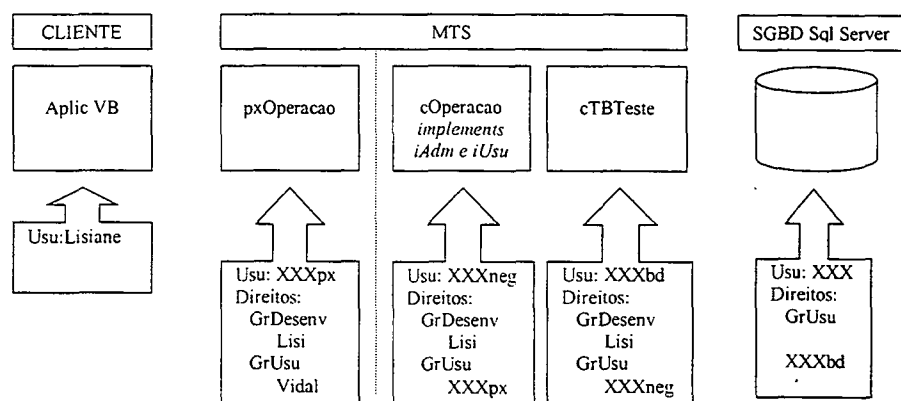 CLIENTE
MTS
SGBD Sql Server
Aplic VB
pxOperacao
cOperacao
implements
iAdm e iUsu
cTBTeste
Usu:Lisiane
Usu: XXXpx
Direitos:
GrDesenv
Lisi
GrUsu
Vidal
Usu: XXXneg
Direitos:
GrDesenv
Lisi
GrUsu
XXXpx
Usu: XXXbd
Direitos:
GrDesenv
Lisi
GrUsu
XXXneg
Usu: XXX
Direitos:
GrUsu
XXXbd